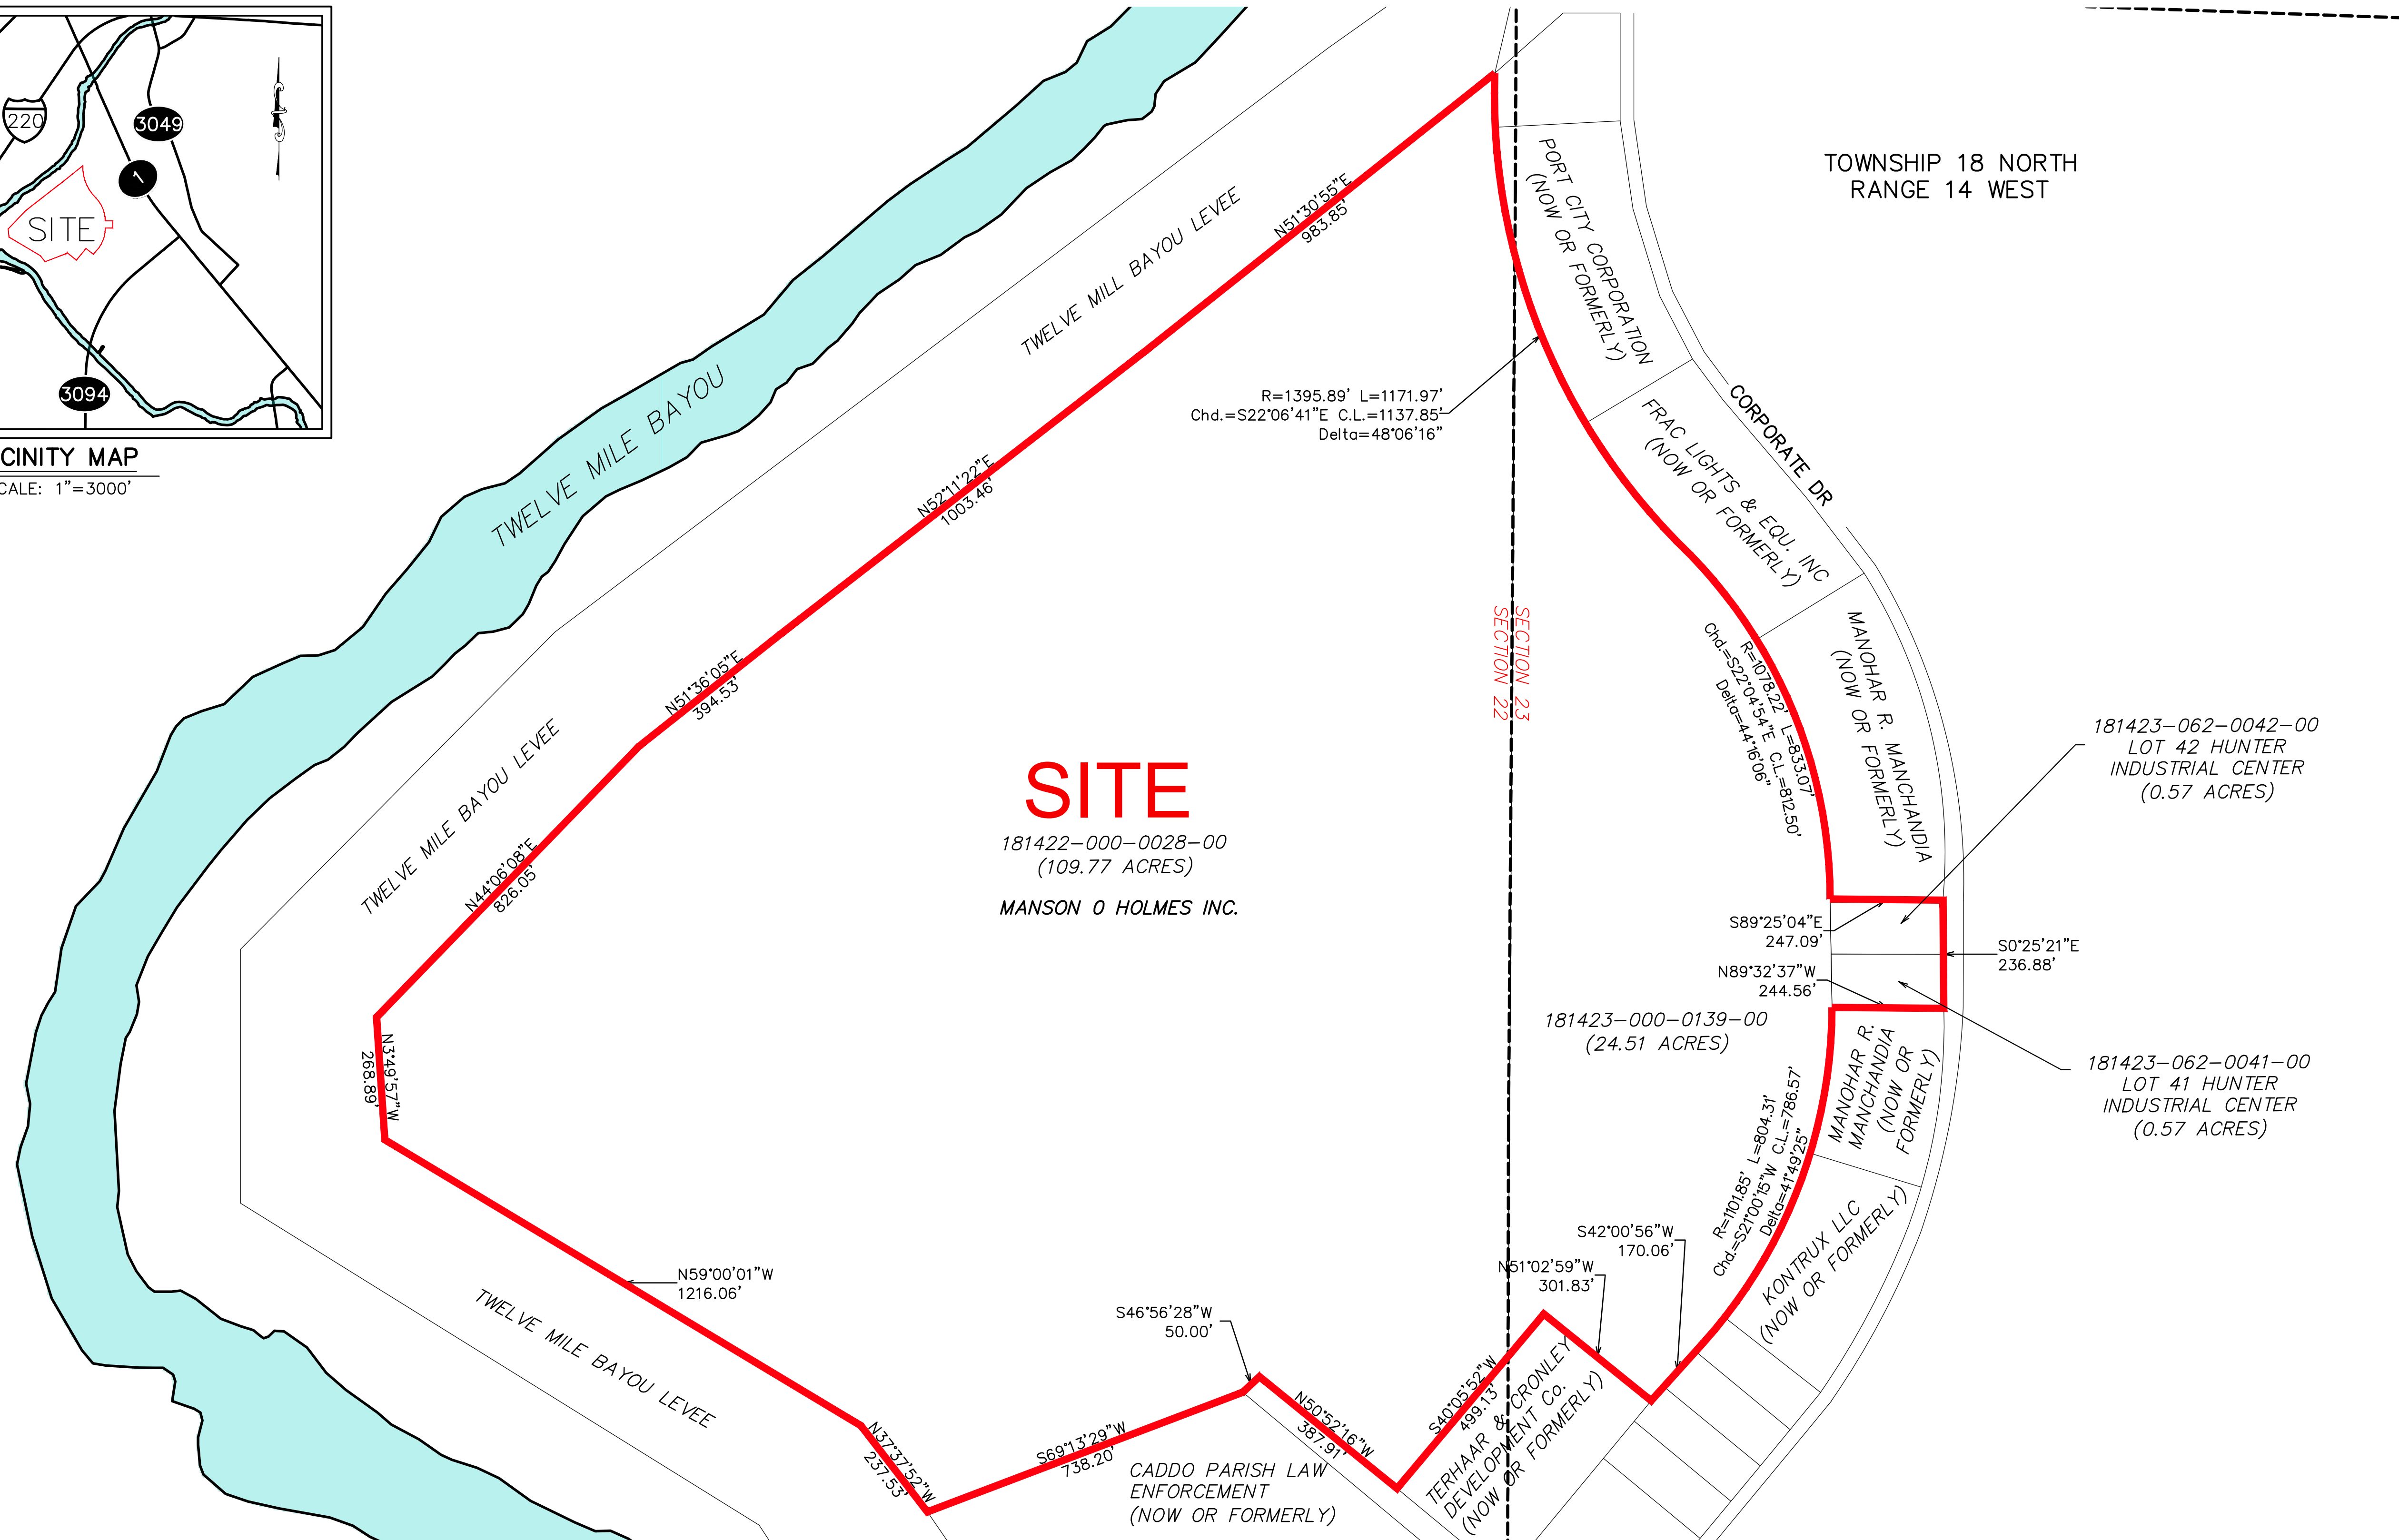 220
3049
1
SITE
3094
CINITY MAP
CALE: 1"=3000'
TOWNSHIP 18 NORTH
RANGE 14 WEST
TWELVE MILE BAYOU
TWELVE MILL BAYOU LEVEE
N51°30'55"E
983.85'
PORT CITY CORPORATION
(NOW OR FORMERLY)
R=1395.89' L=1171.97'
Chd.=S22°06'41"E C.L.=1137.85'
Delta=48°06'16"
CORPORATE DR
FRAC LIGHTS & EQU. INC
(NOW OR FORMERLY)
N52°11'22"E
1003.46'
N51°36'05"E
394.53'
SECTION 23
SECTION 22
R=1078.22' L=833.07'
Chd.=S22°04'54"E C.L.=812.50'
Delta=44°16'06"
MANOHAR R. MANCHANDIA
(NOW OR FORMERLY)
181423-062-0042-00
LOT 42 HUNTER
INDUSTRIAL CENTER
(0.57 ACRES)
TWELVE MILE BAYOU LEVEE
N44°06'08"E
826.05'
SITE
181422-000-0028-00
(109.77 ACRES)
MANSON O HOLMES INC.
S89°25'04"E
247.09'
S0°25'21"E
236.88'
N89°32'37"W
244.56'
181423-000-0139-00
(24.51 ACRES)
181423-062-0041-00
LOT 41 HUNTER
INDUSTRIAL CENTER
(0.57 ACRES)
MANOHAR R.
MANCHANDIA
(NOW OR
FORMERLY)
N3°49'57"W
268.89'
R=1101.85' L=804.31'
Chd.=S21°00'15"W C.L.=786.57'
Delta=41°49'25"
KONTRUX LLC
(NOW OR FORMERLY)
S42°00'56"W
170.06'
N51°02'59"W
301.83'
N59°00'01"W
1216.06'
TWELVE MILE BAYOU LEVEE
S46°56'28"W
50.00'
N37°37'52"W
237.53'
S69°13'29"W
738.20'
N50°52'16"W
387.91'
S40°05'52"W
499.13'
TERHAAR & CRONLEY
DEVELOPMENT Co.
(NOW OR FORMERLY)
CADDO PARISH LAW
ENFORCEMENT
(NOW OR FORMERLY)